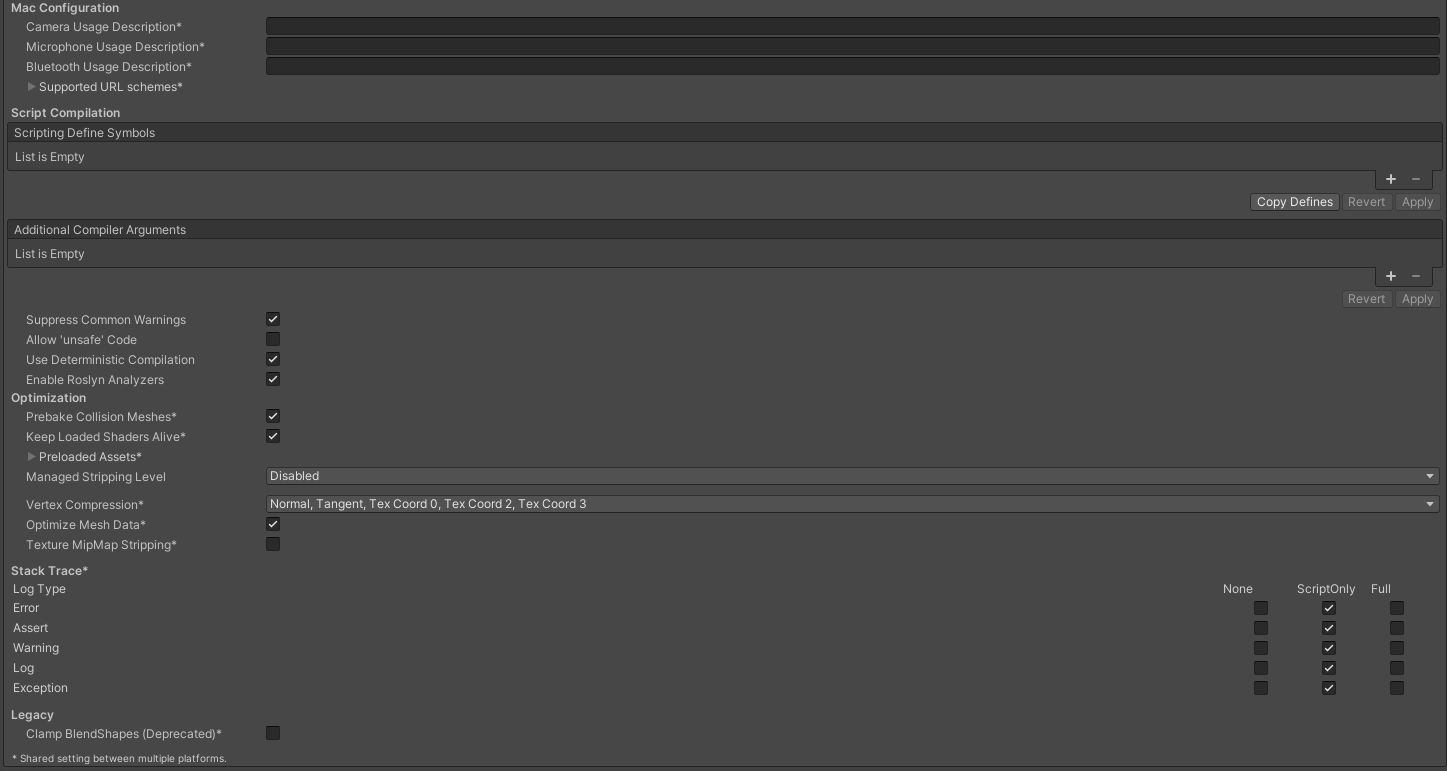 Mac Configuration
Camera Usage Description*
Microphone Usage Description*
Bluetooth Usage Description*
Supported URL schemes*
Script Compilation
Scripting Define Symbols
List is Empty
+ −
Copy Defines Revert Apply
Additional Compiler Arguments
List is Empty
+ −
Revert Apply
Suppress Common Warnings
Allow 'unsafe' Code
Use Deterministic Compilation
Enable Roslyn Analyzers
Optimization
Prebake Collision Meshes*
Keep Loaded Shaders Alive*
Preloaded Assets*
Managed Stripping Level Disabled
Vertex Compression* Normal, Tangent, Tex Coord 0, Tex Coord 2, Tex Coord 3
Optimize Mesh Data*
Texture MipMap Stripping*
Stack Trace*
Log Type None ScriptOnly Full
Error
Assert
Warning
Log
Exception
Legacy
Clamp BlendShapes (Deprecated)*
* Shared setting between multiple platforms.